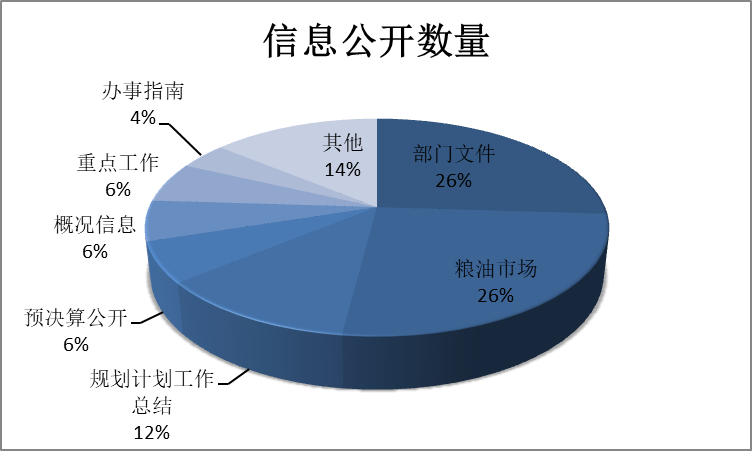 信息公开数量
办事指南
4%
其他
14%
部门文件
26%
重点工作
6%
概况信息
6%
粮油市场
26%
预决算公开
6%
规划计划工作
总结
12%